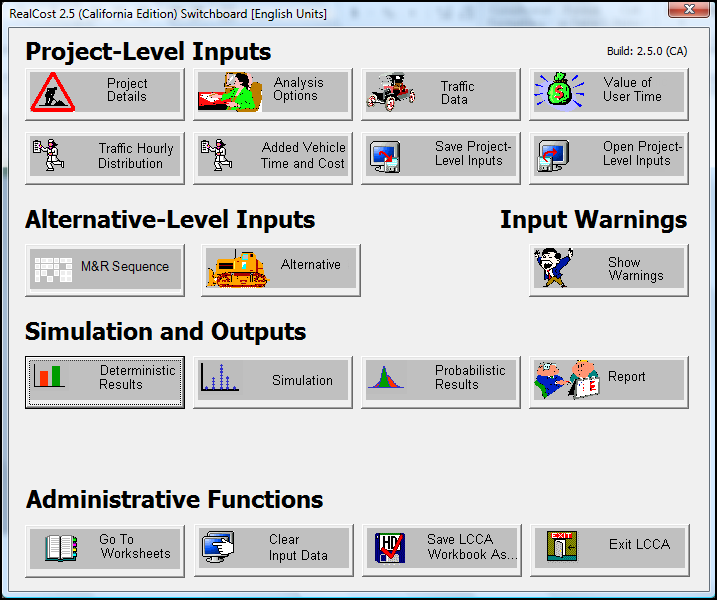 RealCost 2.5 (California Edition) Switchboard [English Units]
Project-Level Inputs
Build: 2.5.0 (CA)
Project
Details
Analysis
Options
Traffic
Data
Value of
User Time
Traffic Hourly
Distribution
Added Vehicle
Time and Cost
Save Project-
Level Inputs
Open Project-
Level Inputs
Alternative-Level Inputs
Input Warnings
M&R Sequence
Alternative
Show
Warnings
Simulation and Outputs
Deterministic
Results
Simulation
Probabilistic
Results
Report
Administrative Functions
Go To
Worksheets
Clear
Input Data
HD
Save LCCA
Workbook As...
EXIT
Exit LCCA